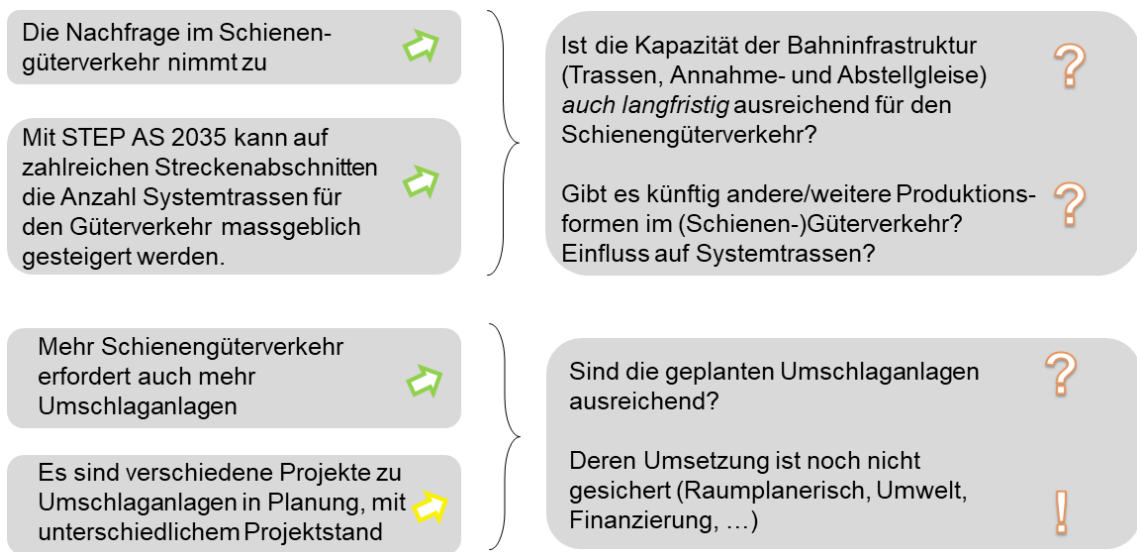 Die Nachfrage im Schienen-
güterverkehr nimmt zu
Mit STEP AS 2035 kann auf
zahlreichen Streckenabschnitten
die Anzahl Systemtrassen für
den Güterverkehr massgeblich
gesteigert werden.
Ist die Kapazität der Bahninfrastruktur
(Trassen, Annahme- und Abstellgleise)
auch langfristig ausreichend für den
Schienengüterverkehr?
?
Gibt es künftig andere/weitere Produktions-
formen im (Schienen-)Güterverkehr?
Einfluss auf Systemtrassen?
?
Mehr Schienengüterverkehr
erfordert auch mehr
Umschlaganlagen
Es sind verschiedene Projekte zu
Umschlaganlagen in Planung, mit
unterschiedlichem Projektstand
Sind die geplanten Umschlaganlagen
ausreichend?
?
Deren Umsetzung ist noch nicht
gesichert (Raumplanerisch, Umwelt,
Finanzierung, …)
!